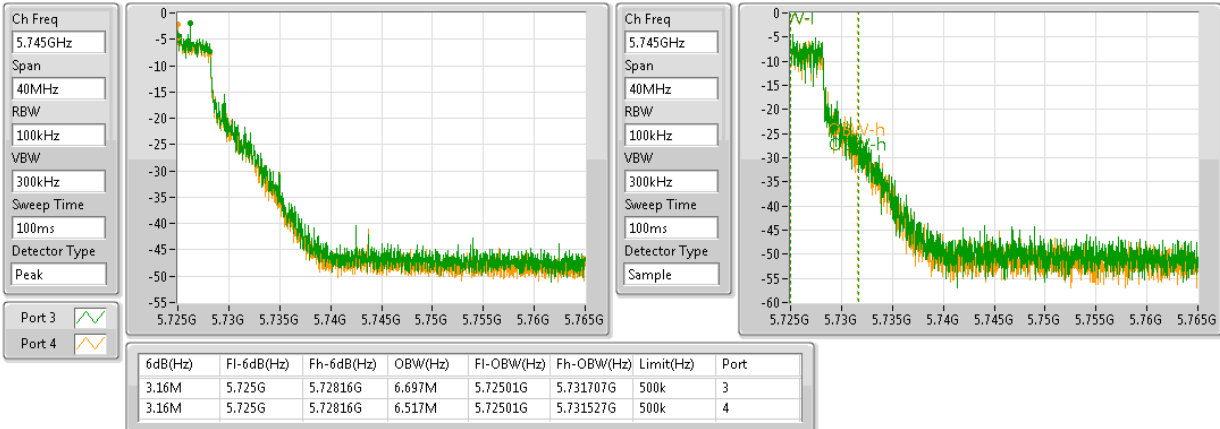 Ch Freq
5.745GHz
Span
40MHz
RBW
100kHz
VBW
300kHz
Sweep Time
100ms
Detector Type
Peak
Port 3
Port 4
0
-5
-10
-15
-20
-25
-30
-35
-40
-45
-50
-55
5.725G 5.73G 5.735G 5.74G 5.745G 5.75G 5.755G 5.76G 5.765G
Ch Freq
5.745GHz
Span
40MHz
RBW
100kHz
VBW
300kHz
Sweep Time
100ms
Detector Type
Sample
0
-5
-10
-15
-20
-25
-30
-35
-40
-45
-50
-55
-60
OBW-h
OBW-h
5.725G 5.73G 5.735G 5.74G 5.745G 5.75G 5.755G 5.76G 5.765G
6dB(Hz) Fl-6dB(Hz) Fh-6dB(Hz) OBW(Hz) Fl-OBW(Hz) Fh-OBW(Hz) Limit(Hz) Port
3.16M 5.725G 5.72816G 6.697M 5.72501G 5.731707G 500k 3
3.16M 5.725G 5.72816G 6.517M 5.72501G 5.731527G 500k 4